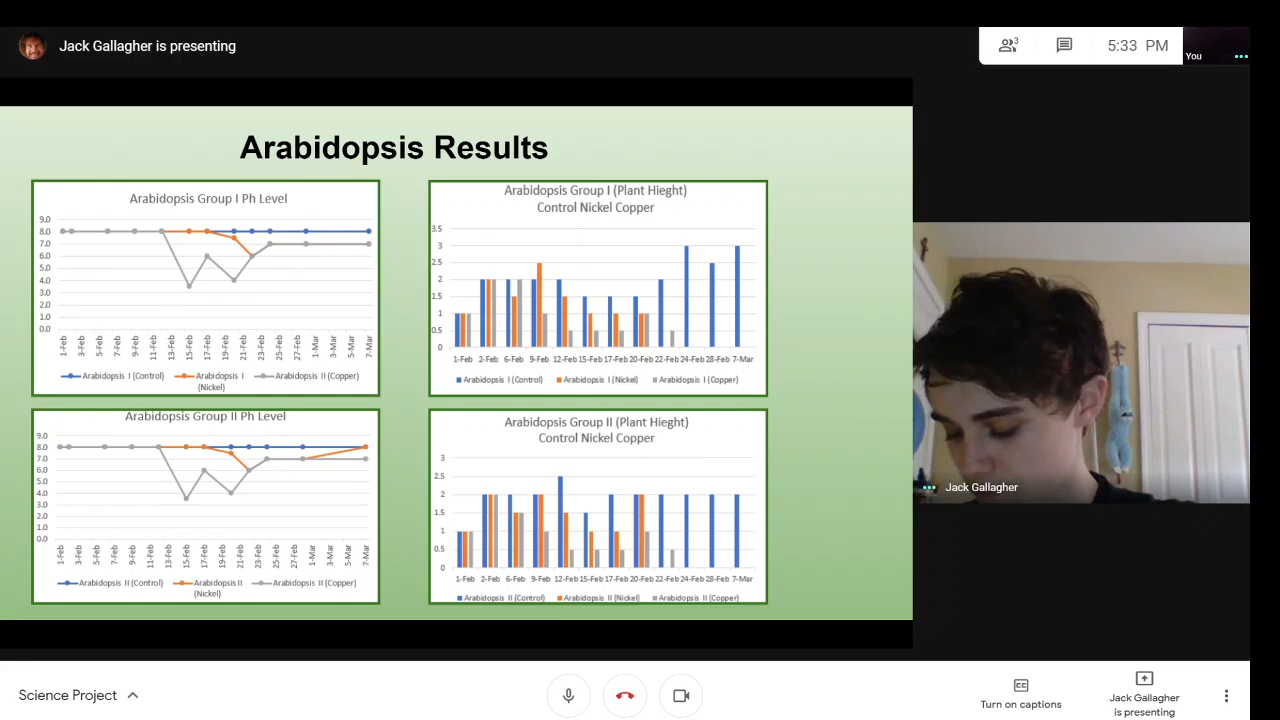 Jack Gallagher is presenting
3
5:33 PM
You
Arabidopsis Results
Arabidopsis Group I Ph Level
9.0
8.0
7.0
6.0
5.0
4.0
3.0
2.0
1.0
0.0
1-Feb 3-Feb 5-Feb 7-Feb 9-Feb 11-Feb 13-Feb 15-Feb 17-Feb 19-Feb 21-Feb 23-Feb 25-Feb 27-Feb 1-Mar 3-Mar 5-Mar 7-Mar
Arabidopsis I (Control) Arabidopsis I Arabidopsis II (Copper)
(Nickel)
Arabidopsis Group I (Plant Hieght)
Control Nickel Copper
3.5
3
2.5
2
1.5
1
0.5
0
1-Feb 2-Feb 6-Feb 9-Feb 12-Feb 15-Feb 17-Feb 20-Feb 22-Feb 24-Feb 28-Feb 7-Mar
Arabidopsis I (Control) Arabidopsis I (Nickel) Arabidopsis I (Copper)
Arabidopsis Group II Ph Level
9.0
8.0
7.0
6.0
5.0
4.0
3.0
2.0
1.0
0.0
1-Feb 3-Feb 5-Feb 7-Feb 9-Feb 11-Feb 13-Feb 15-Feb 17-Feb 19-Feb 21-Feb 23-Feb 25-Feb 27-Feb 1-Mar 3-Mar 5-Mar 7-Mar
Arabidopsis II (Control) Arabidopsis II Arabidopsis II (Copper)
(Nickel)
Arabidopsis Group II (Plant Hieght)
Control Nickel Copper
3
2.5
2
1.5
1
0.5
0
1-Feb 2-Feb 6-Feb 9-Feb 12-Feb 15-Feb 17-Feb 20-Feb 22-Feb 24-Feb 28-Feb 7-Mar
Arabidopsis II (Control) Arabidopsis II (Nickel) Arabidopsis II (Copper)
Jack Gallagher
Science Project
Turn on captions
Jack Gallagher
is presenting